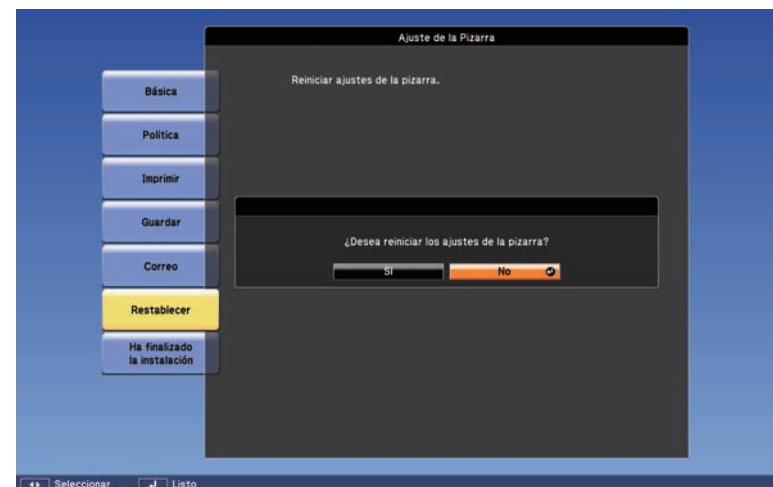 Ajuste de la Pizarra
Reiniciar ajustes de la pizarra.
Básica
Política
Imprimir
Guardar
Correo
Restablecer
Ha finalizado
la instalación
¿Desea reiniciar los ajustes de la pizarra?
Sí
No
Seleccionar
Listo